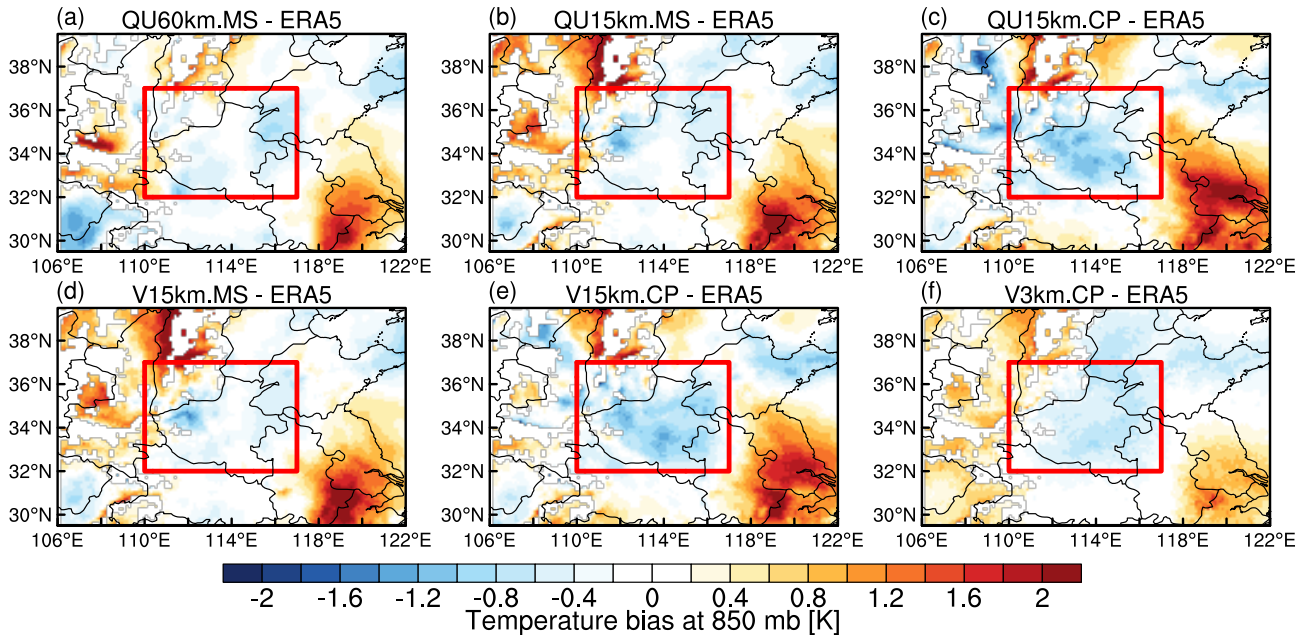 (a) QU60km.MS - ERA5
(b) QU15km.MS - ERA5
(c) QU15km.CP - ERA5
38°N
36°N
34°N
32°N
30°N
106°E 110°E 114°E 118°E 122°E
38°N
36°N
34°N
32°N
30°N
106°E 110°E 114°E 118°E 122°E
38°N
36°N
34°N
32°N
30°N
106°E 110°E 114°E 118°E 122°E
(d) V15km.MS - ERA5
(e) V15km.CP - ERA5
(f) V3km.CP - ERA5
38°N
36°N
34°N
32°N
30°N
106°E 110°E 114°E 118°E 122°E
38°N
36°N
34°N
32°N
30°N
106°E 110°E 114°E 118°E 122°E
38°N
36°N
34°N
32°N
30°N
106°E 110°E 114°E 118°E 122°E
-2 -1.6 -1.2 -0.8 -0.4 0 0.4 0.8 1.2 1.6 2
Temperature bias at 850 mb [K]